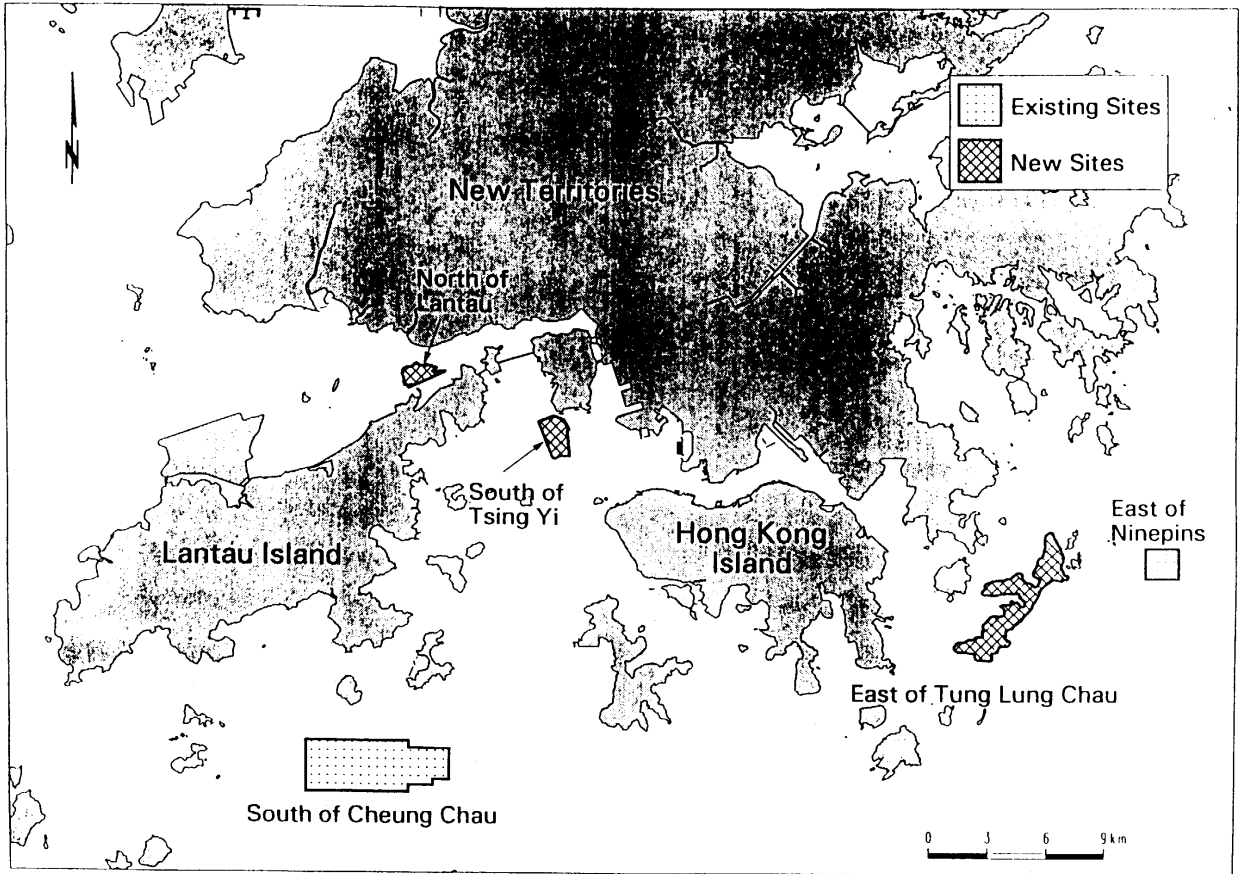 N
Existing Sites
New Sites
New Territories
North of
Lantau
South of
Tsing Yi
Lantau Island
Hong Kong
Island
East of
Ninepins
East of Tung Lung Chau
South of Cheung Chau
0 3 6 9 km